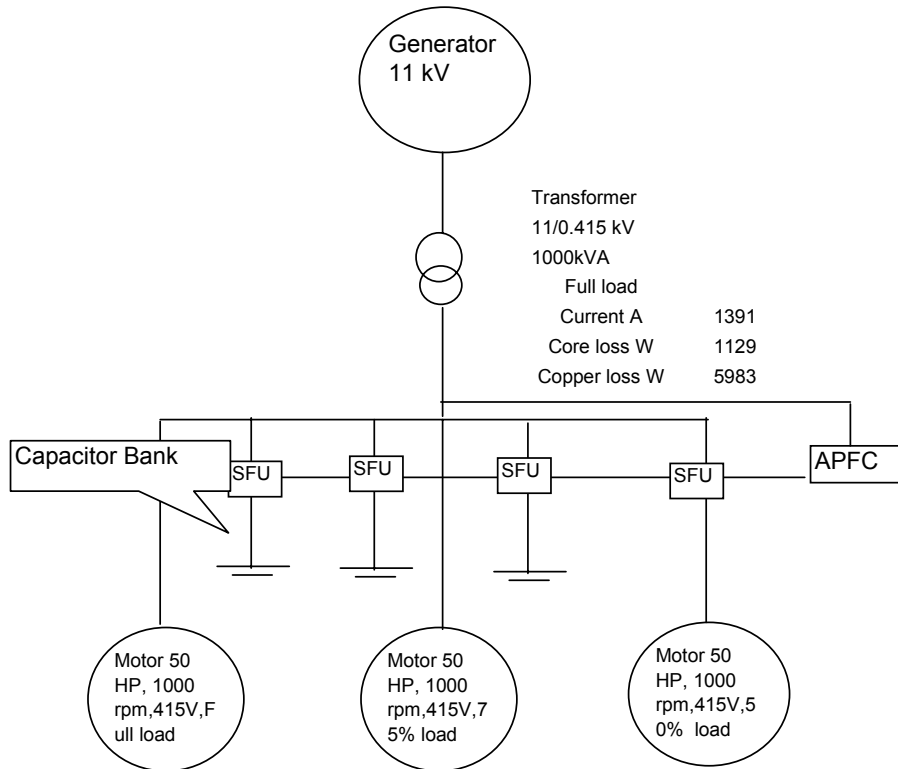 Generator
11 kV
Transformer
11/0.415 kV
1000kVA
Full load
Current A 1391
Core loss W 1129
Copper loss W 5983
Capacitor Bank
SFU
SFU
SFU
SFU
APFC
Motor 50
HP, 1000
rpm,415V,F
ull load
Motor 50
HP, 1000
rpm,415V,7
5% load
Motor 50
HP, 1000
rpm,415V,5
0% load